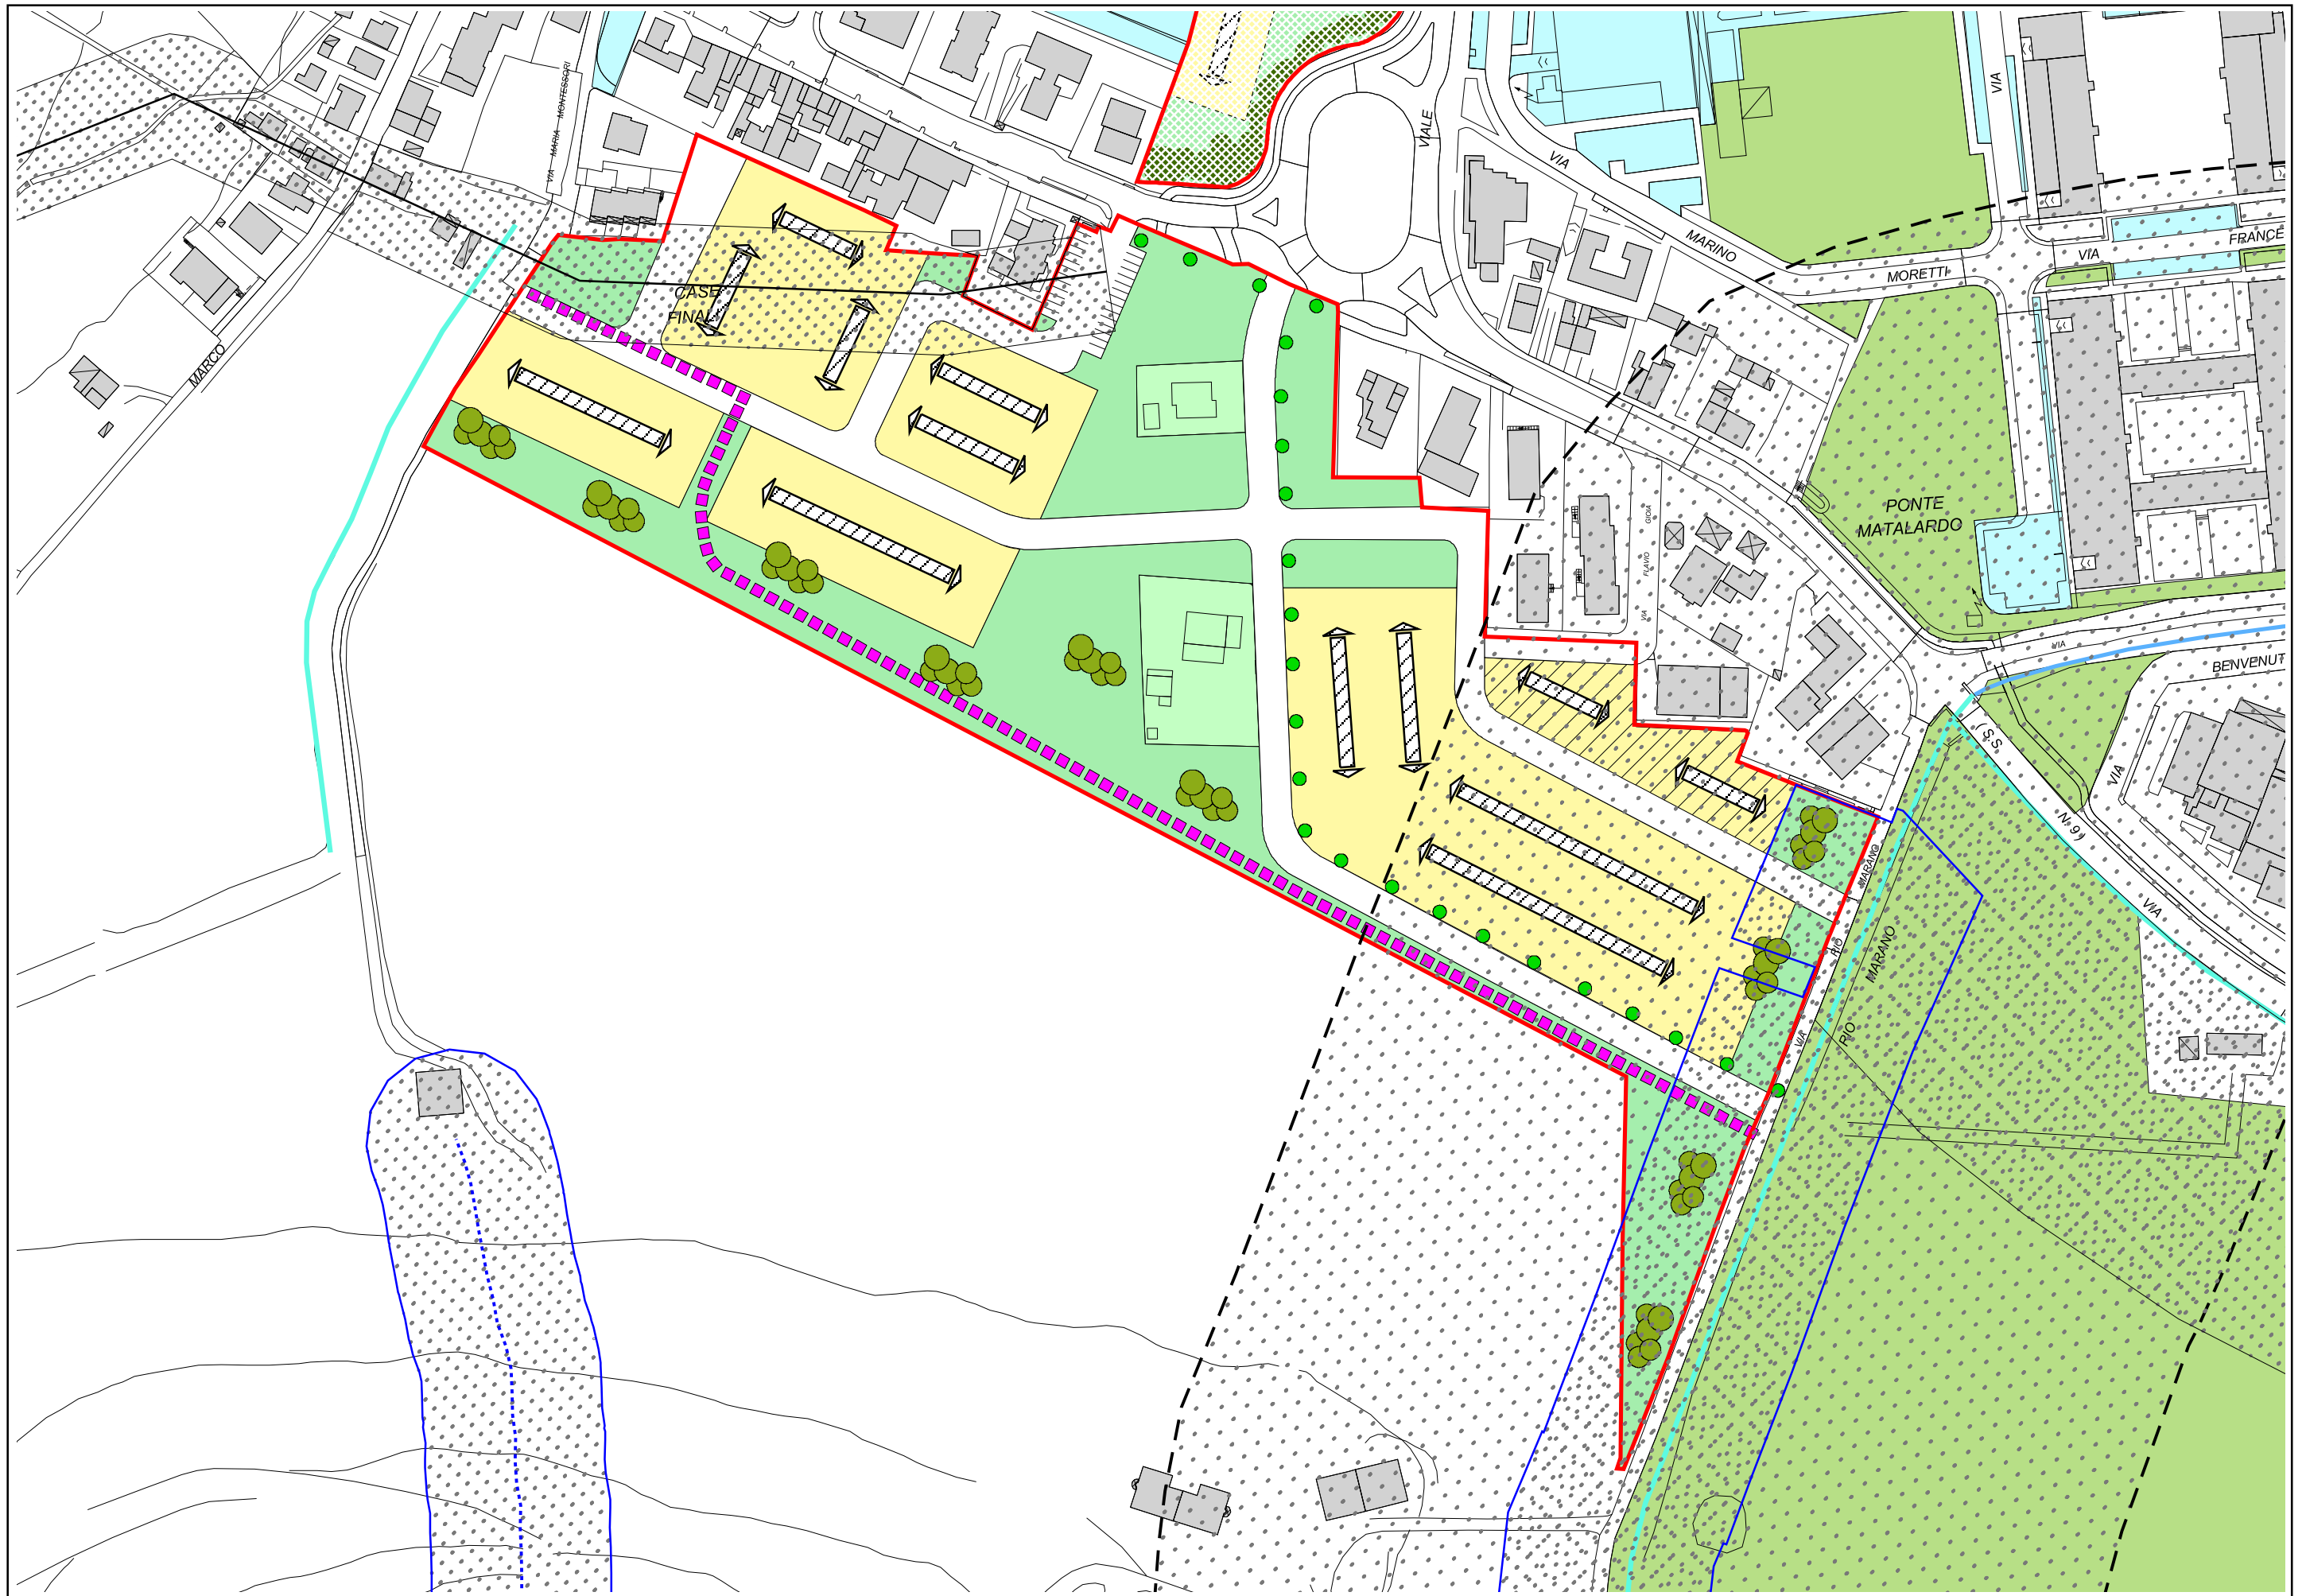 VIA MARIA MONTESSORI
VIALE
VIA
MARINO
MORETTI
VIA
VIA
FRANCE
CASE
FINALI
MARCO
PONTE
MATALARDO
VIA FLAVIO GIOIA
VIA
BENVENUT
(S.S.
N. 9)
VIA
VIA
VIA RIO MARANO
RIO MARANO